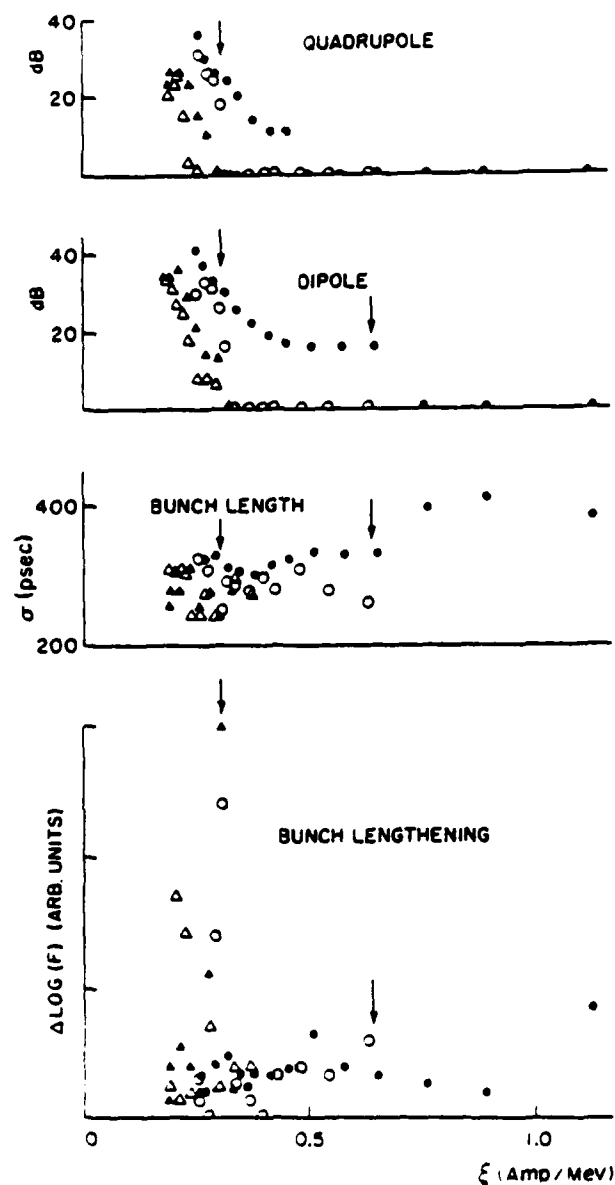 40
QUADRUPOLE
dB
20
40
dB
DIPOLE
20
400
BUNCH LENGTH
σ (psec)
200
ΔLOG (F) (ARB. UNITS)
BUNCH LENGTHENING
0 0.5 1.0
ξ (Amp/MeV)